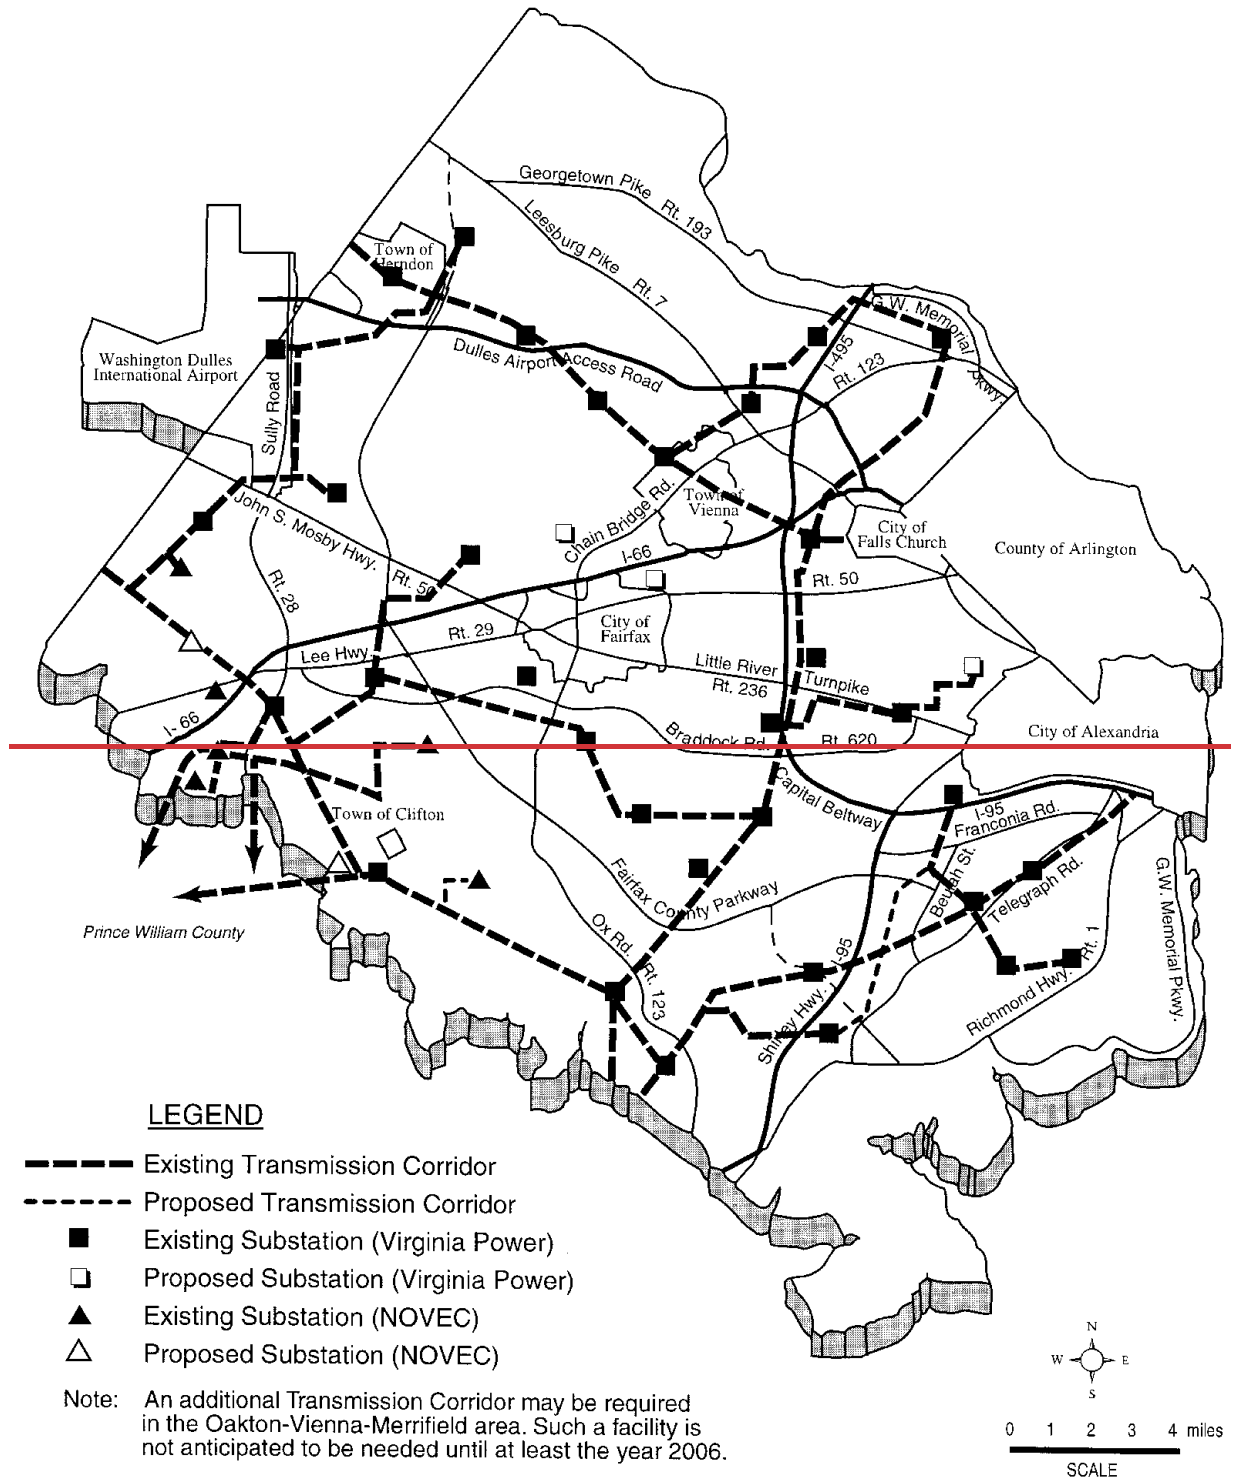 Georgetown Pike Rt. 193
Leesburg Pike Rt. 7
Town of
Herndon
G.W. Memorial Pkwy.
I-495
Rt. 123
Washington Dulles
International Airport
Dulles Airport Access Road
Sully Road
John S. Mosby Hwy. Rt. 50
Chain Bridge Rd.
Town of
Vienna
City of
Falls Church
County of Arlington
I-66
Rt. 50
Rt. 28
City of
Fairfax
Rt. 29
Lee Hwy.
Little River Turnpike
Rt. 236
I-66
Braddock Rd. Rt. 620
City of Alexandria
Capital Beltway
Town of Clifton
I-95
Franconia Rd.
Fairfax County Parkway
Beulah St.
Telegraph Rd.
G.W. Memorial Pkwy.
Prince William County
Ox Rd. Rt. 123
I-95
Shirley Hwy.
Richmond Hwy. Rt. 1
LEGEND
Existing Transmission Corridor
Proposed Transmission Corridor
Existing Substation (Virginia Power)
Proposed Substation (Virginia Power)
Existing Substation (NOVEC)
Proposed Substation (NOVEC)
Note: An additional Transmission Corridor may be required
in the Oakton-Vienna-Merrifield area. Such a facility is
not anticipated to be needed until at least the year 2006.
N
W E
S
0 1 2 3 4 miles
SCALE